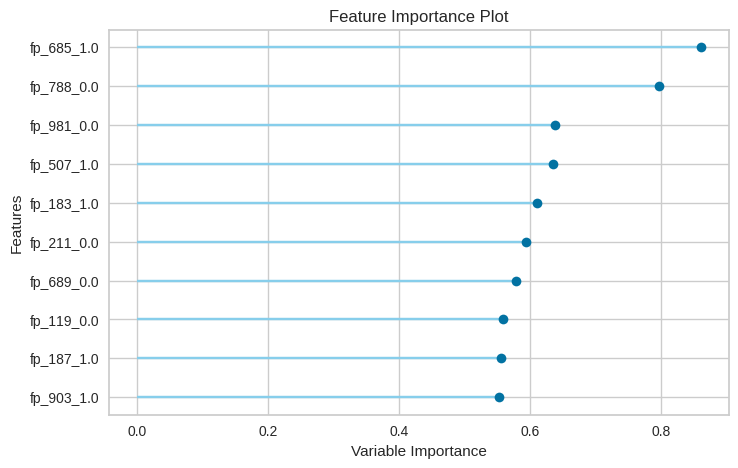 Feature Importance Plot
Features
fp_685_1.0
fp_788_0.0
fp_981_0.0
fp_507_1.0
fp_183_1.0
fp_211_0.0
fp_689_0.0
fp_119_0.0
fp_187_1.0
fp_903_1.0
0.0 0.2 0.4 0.6 0.8
Variable Importance